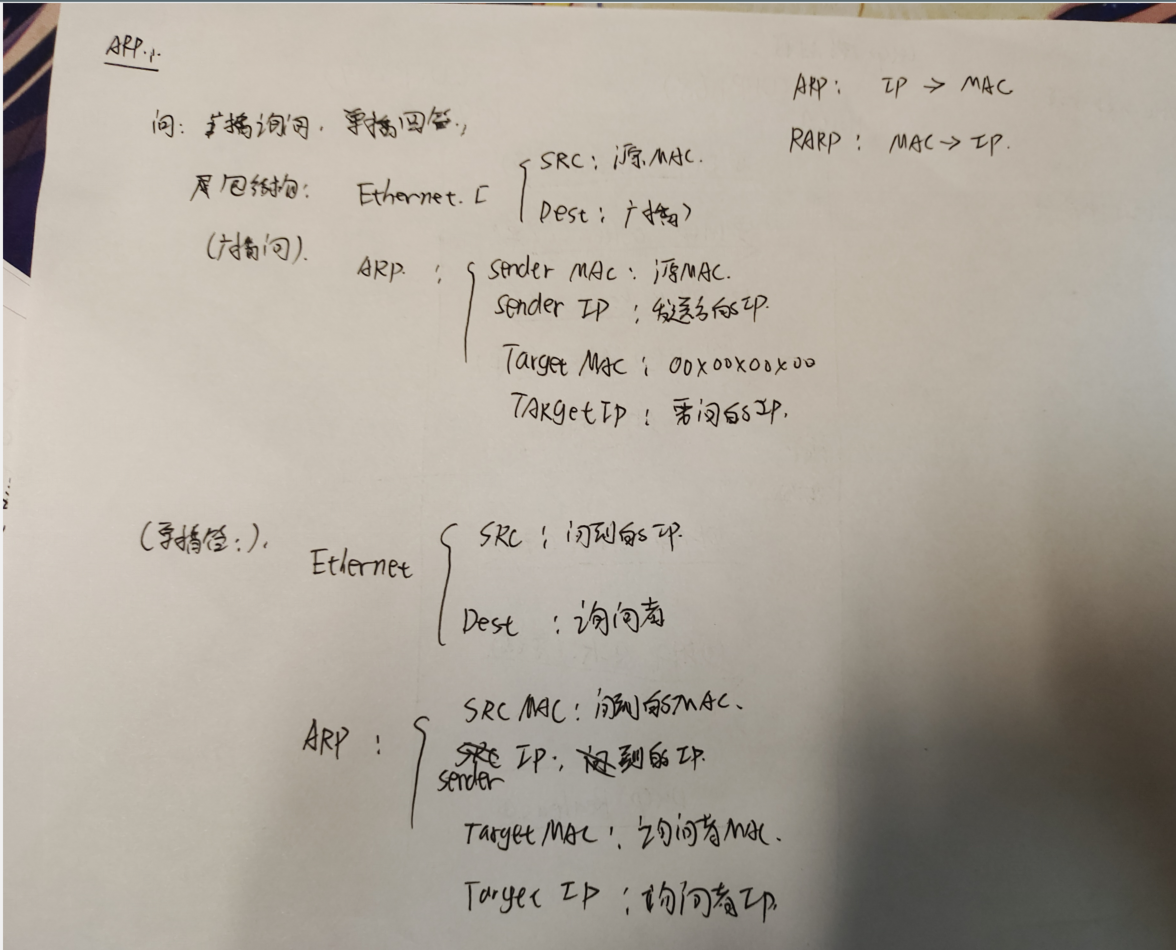 ARP.
ARP: IP → MAC
RARP: MAC → IP.
问: 广播询问. 单播回答.
包结构: Ethernet. [ SRC: 源MAC.
Dest: 广播
(广播问).
ARP : sender MAC: 源MAC.
sender IP : 发送方的IP.
Target MAC : 00x00x00x00
TARgetIP : 要问的IP.
(单播答:).
Ethernet SRC : 问到的IP.
Dest : 询问者
ARP : SRC MAC: 问到的MAC.
sender IP: 到的IP.
Target MAC : 询问者MAC.
Target IP : 询问者IP.